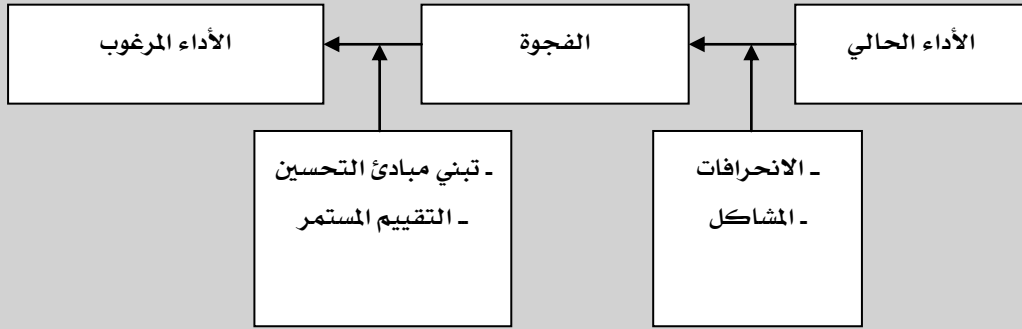 الأداء الحالي
الفجوة
الأداء المرغوب
ـ الانحرافات
ـ المشاكل
ـ تبني مبادئ التحسين
ـ التقييم المستمر